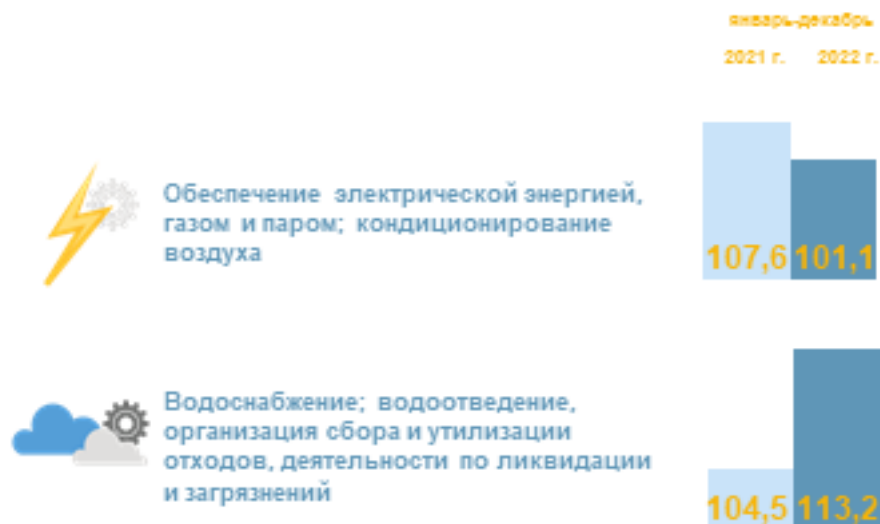 январь-декабрь
2021 г. 2022 г.
Обеспечение электрической энергией,
газом и паром; кондиционирование
воздуха
107,6 101,1
Водоснабжение; водоотведение,
организация сбора и утилизации
отходов, деятельности по ликвидации
и загрязнений
104,5 113,2